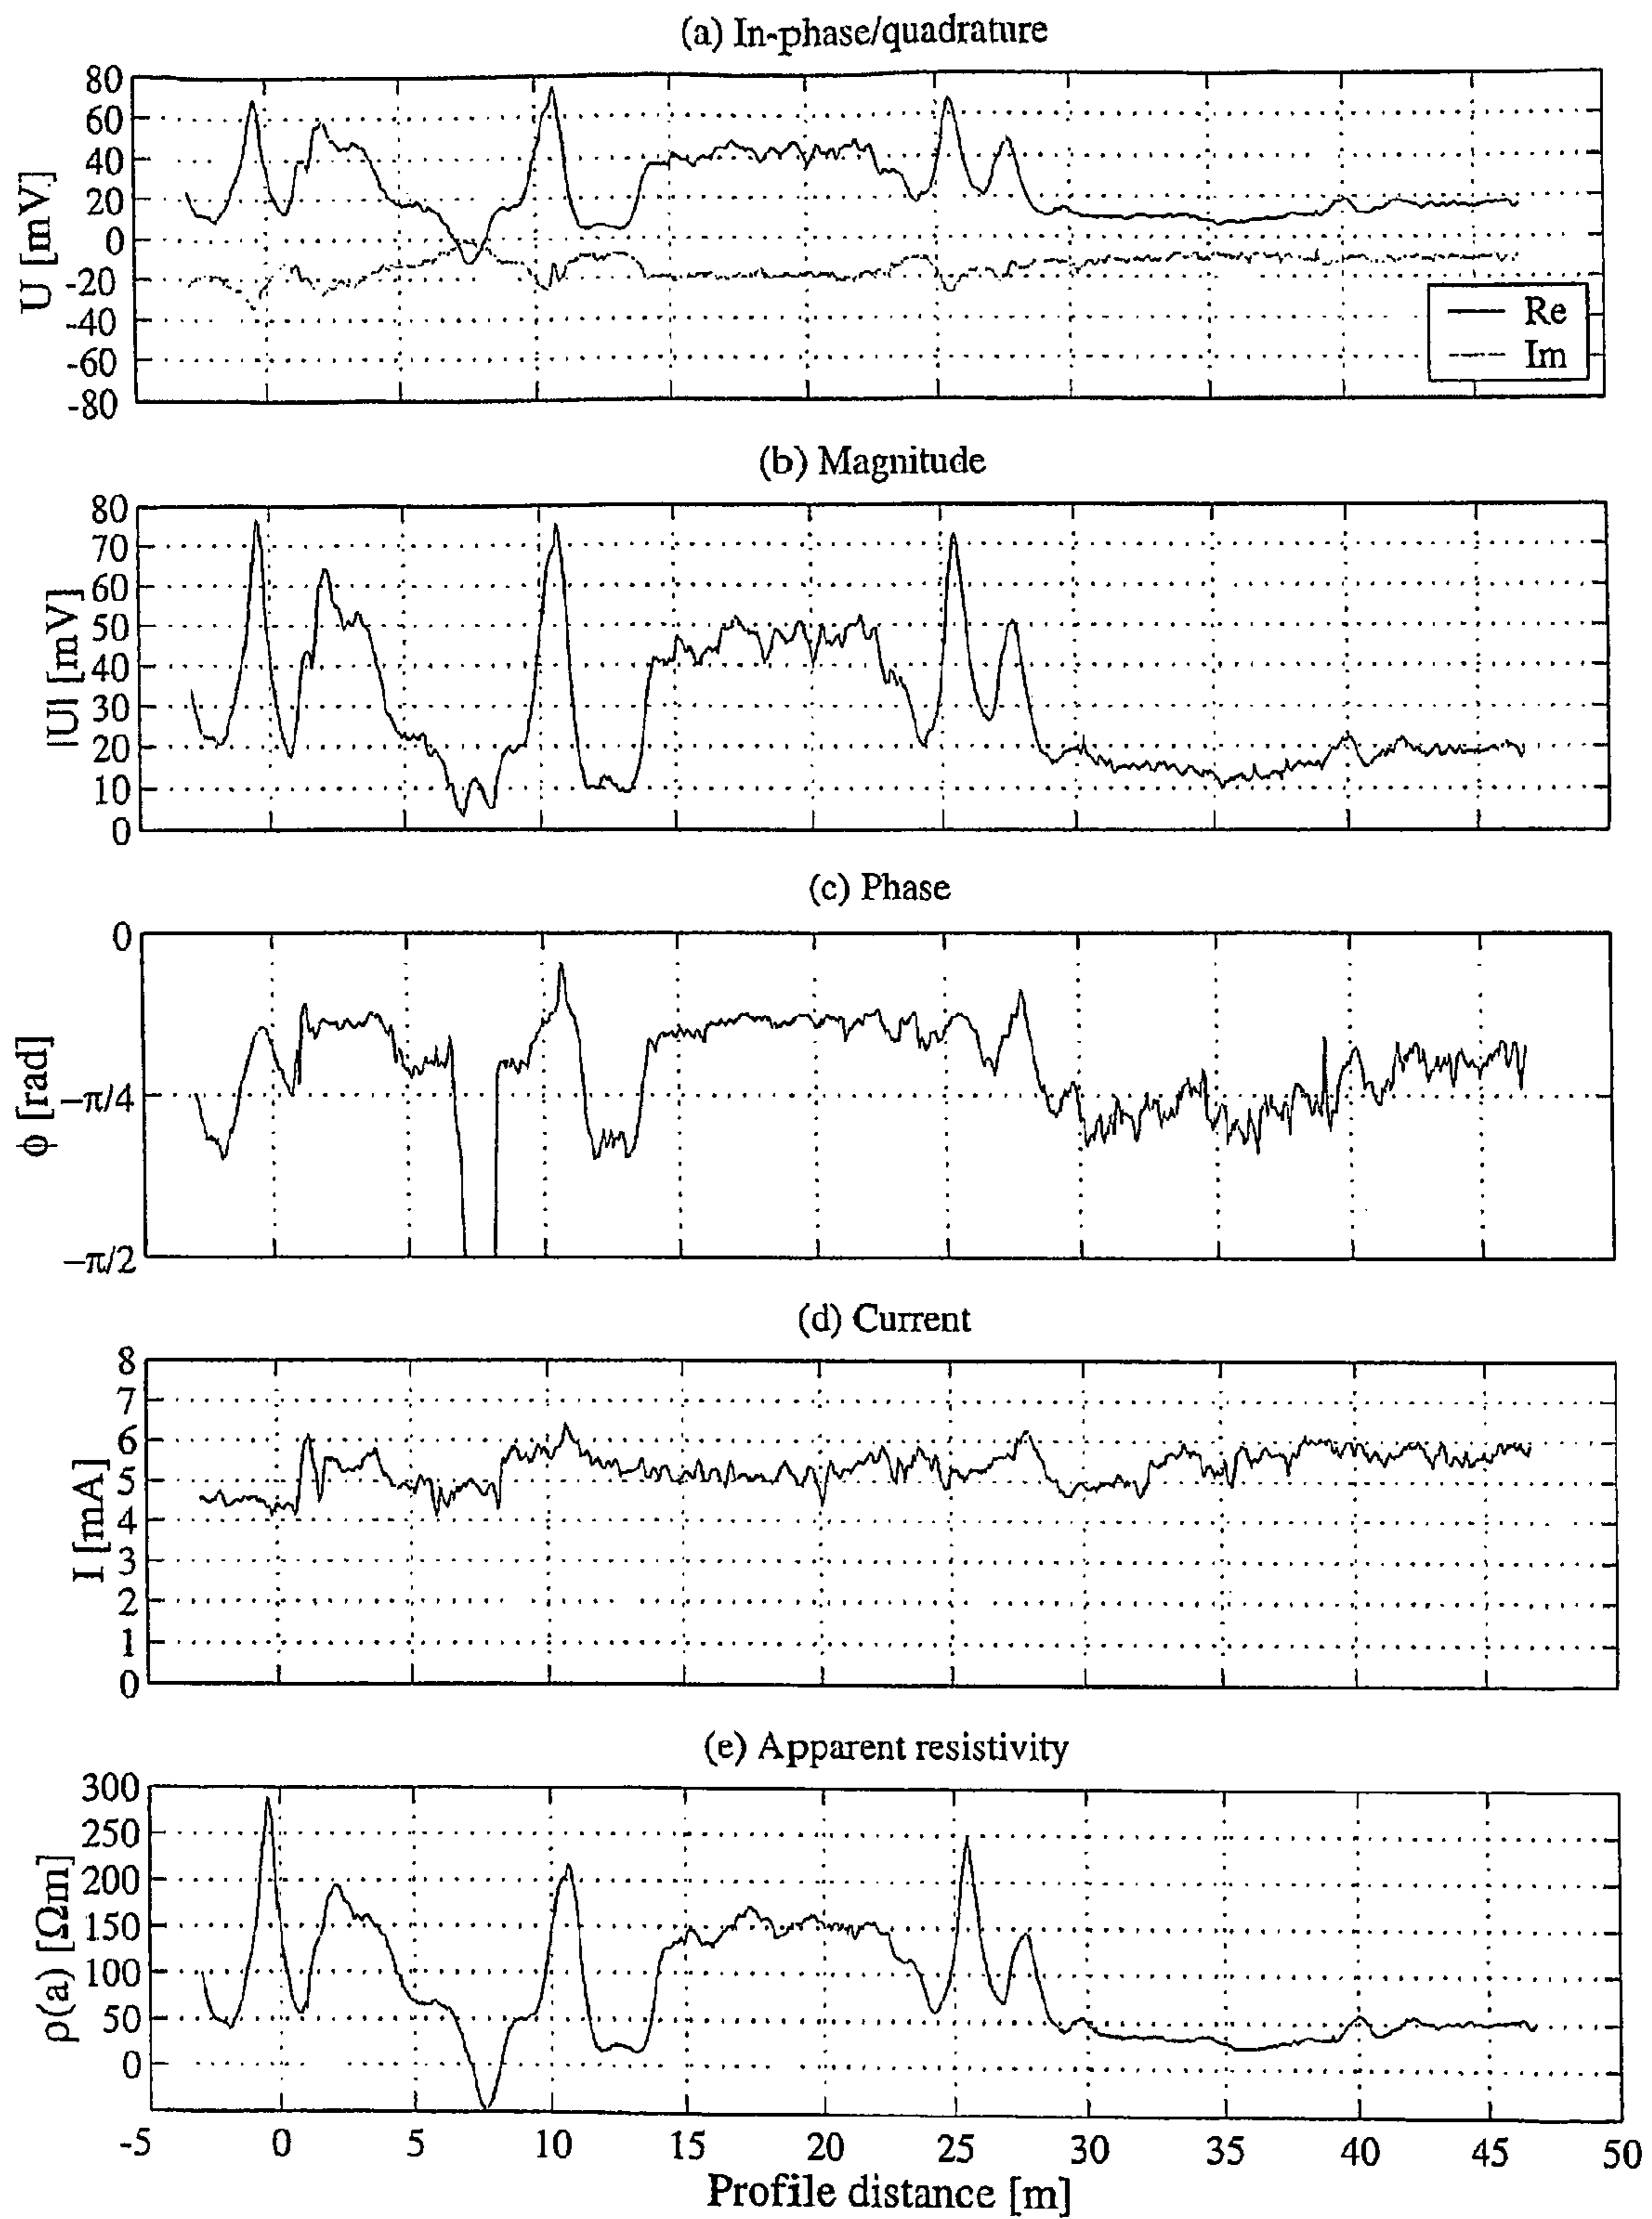 (a) In-phase/quadrature
80
60
40
20
0
-20
-40
-60
-80
U [mV]
Re
Im
(b) Magnitude
80
70
60
50
40
30
20
10
0
|U| [mV]
(c) Phase
0
−π/4
−π/2
ϕ [rad]
(d) Current
8
7
6
5
4
3
2
1
0
I [mA]
(e) Apparent resistivity
300
250
200
150
100
50
0
ρ(a) [Ωm]
-5 0 5 10 15 20 25 30 35 40 45 50
Profile distance [m]